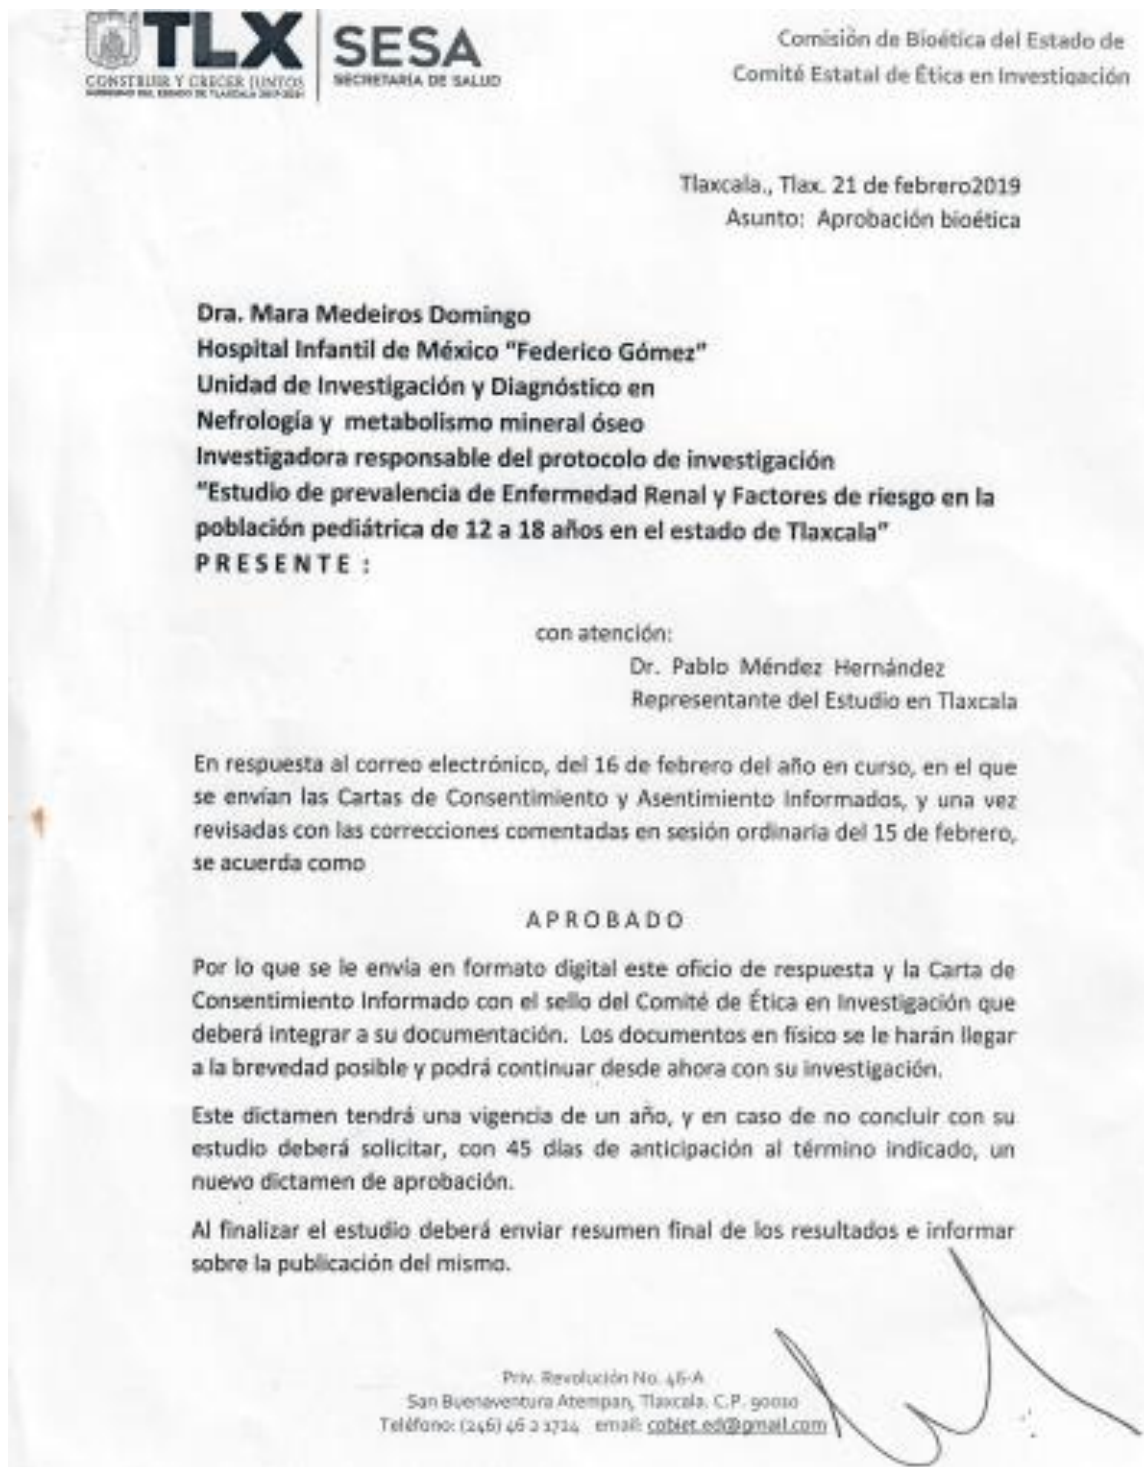 TLX
CONSTRUIR Y CRECER JUNTOS
GOBIERNO DEL ESTADO DE TLAXCALA 2017-2021
SESA
SECRETARÍA DE SALUD
Comisión de Bioética del Estado de
Comité Estatal de Ética en Investigación
Tlaxcala., Tlax. 21 de febrero2019
Asunto: Aprobación bioética
Dra. Mara Medeiros Domingo
Hospital Infantil de México "Federico Gómez"
Unidad de Investigación y Diagnóstico en
Nefrología y metabolismo mineral óseo
Investigadora responsable del protocolo de investigación
"Estudio de prevalencia de Enfermedad Renal y Factores de riesgo en la
población pediátrica de 12 a 18 años en el estado de Tlaxcala"
P R E S E N T E :
con atención:
Dr. Pablo Méndez Hernández
Representante del Estudio en Tlaxcala
En respuesta al correo electrónico, del 16 de febrero del año en curso, en el que
se envían las Cartas de Consentimiento y Asentimiento Informados, y una vez
revisadas con las correcciones comentadas en sesión ordinaria del 15 de febrero,
se acuerda como
A P R O B A D O
Por lo que se le envía en formato digital este oficio de respuesta y la Carta de
Consentimiento Informado con el sello del Comité de Ética en Investigación que
deberá integrar a su documentación. Los documentos en físico se le harán llegar
a la brevedad posible y podrá continuar desde ahora con su investigación.
Este dictamen tendrá una vigencia de un año, y en caso de no concluir con su
estudio deberá solicitar, con 45 días de anticipación al término indicado, un
nuevo dictamen de aprobación.
Al finalizar el estudio deberá enviar resumen final de los resultados e informar
sobre la publicación del mismo.
Priv. Revolución No. 46-A
San Buenaventura Atempan, Tlaxcala. C.P. 90010
Teléfono: (246) 46 2 1724 email: cobiet.ed@gmail.com